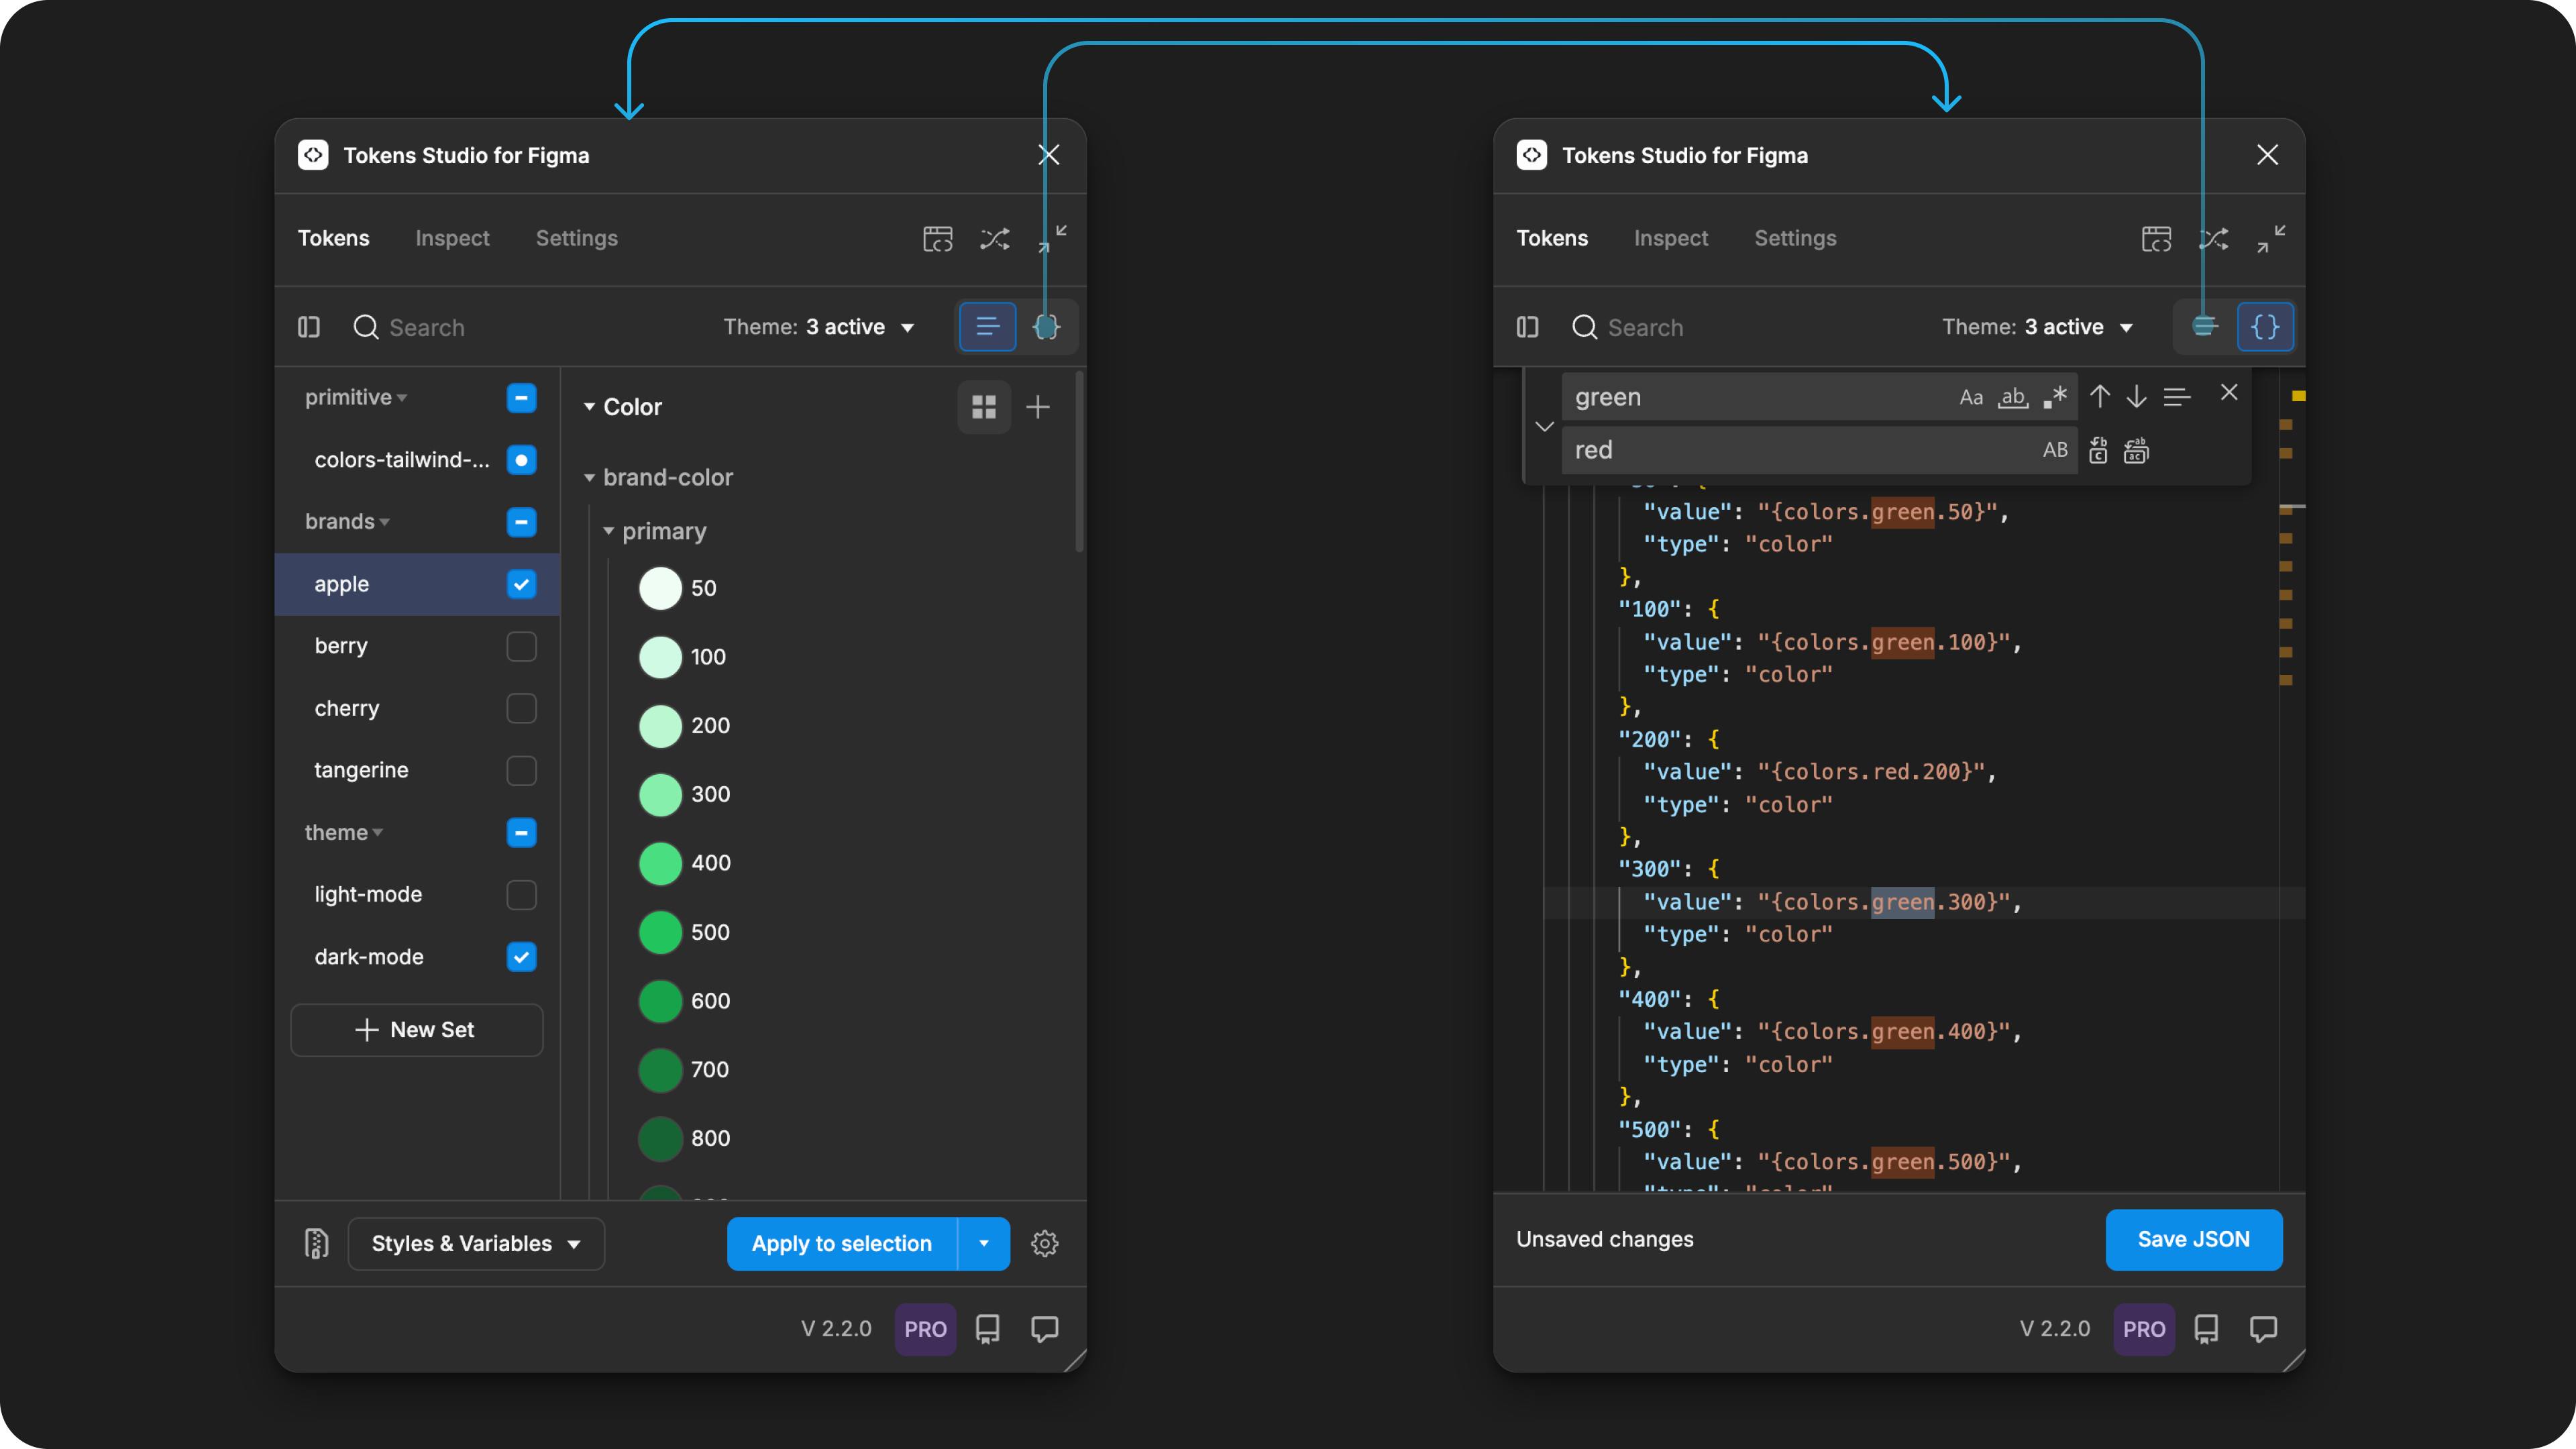 Tokens Studio for Figma
Tokens Inspect Settings
Search Theme: 3 active {}
primitive
colors-tailwind-...
brands
apple
berry
cherry
tangerine
theme
light-mode
dark-mode
New Set
Color
brand-color
primary
50
100
200
300
400
500
600
700
800
Styles & Variables Apply to selection
V 2.2.0 PRO
Tokens Studio for Figma
Tokens Inspect Settings
Search Theme: 3 active {}
green Aa ab .*
red AB
"value": "{colors.green.50}",
"type": "color"
},
"100": {
"value": "{colors.green.100}",
"type": "color"
},
"200": {
"value": "{colors.red.200}",
"type": "color"
},
"300": {
"value": "{colors.green.300}",
"type": "color"
},
"400": {
"value": "{colors.green.400}",
"type": "color"
},
"500": {
"value": "{colors.green.500}",
Unsaved changes Save JSON
V 2.2.0 PRO